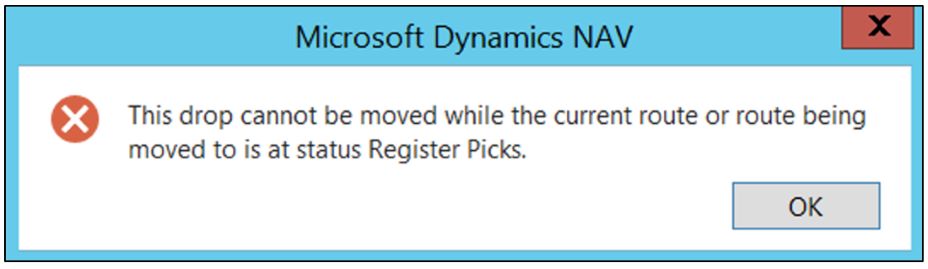 Microsoft Dynamics NAV
X
This drop cannot be moved while the current route or route being
moved to is at status Register Picks.
OK